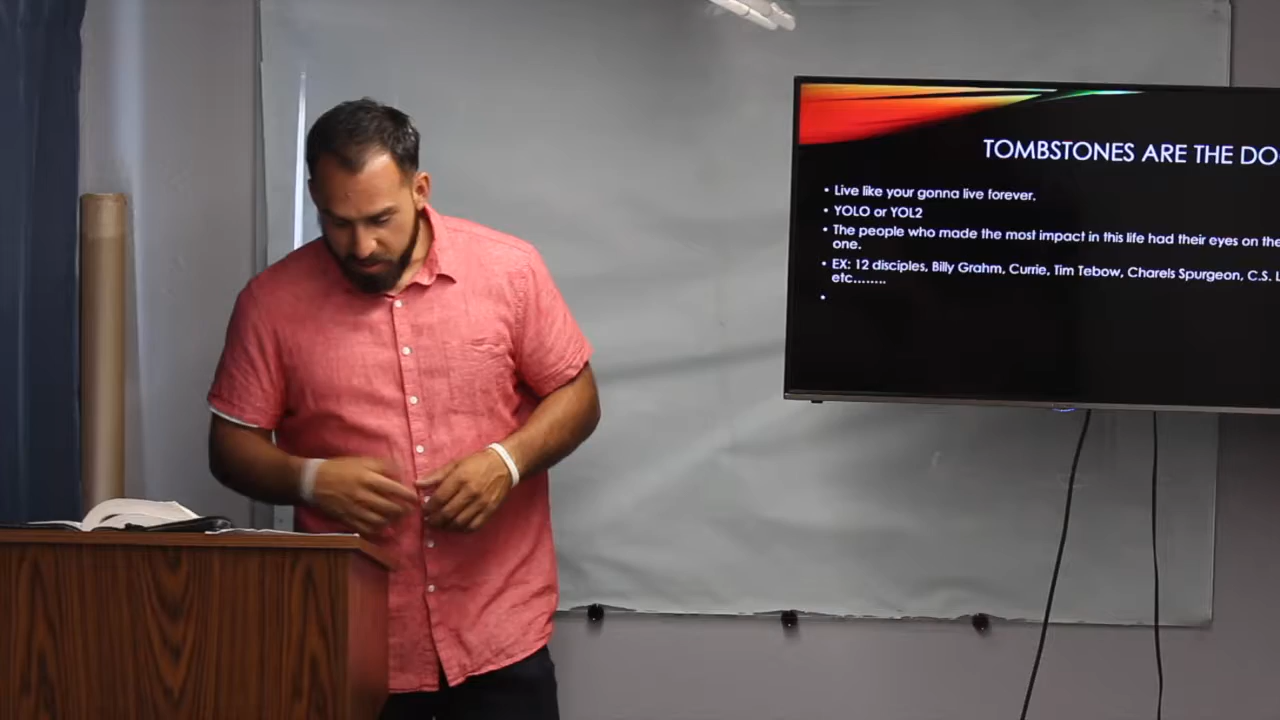 TOMBSTONES ARE THE DO
• Live like your gonna live forever.
• YOLO or YOL2
• The people who made the most impact in this life had their eyes on the
one.
• EX: 12 disciples, Billy Grahm, Currie, Tim Tebow, Charels Spurgeon, C.S. L
etc........
•